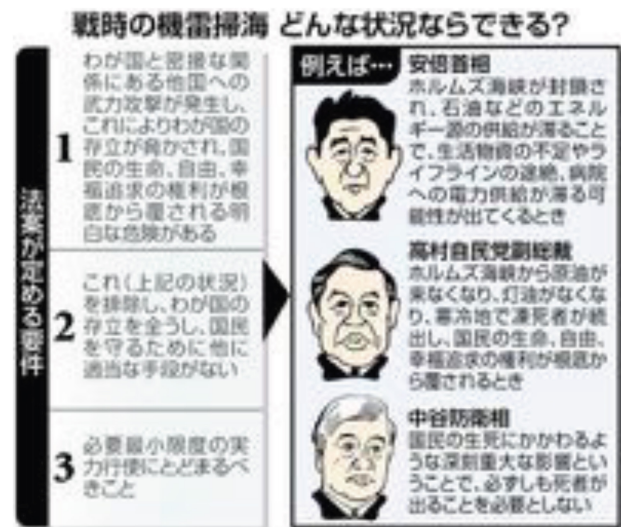 戦時の機雷掃海 どんな状況ならできる?
法案が定める要件
1
わが国と密接な関
係にある他国への
武力攻撃が発生し、
これによりわが国の
存立が脅かされ、国
民の生命、自由、幸
福追求の権利が根
底から覆される明
白な危険がある
2
これ(上記の状況)
を排除し、わが国の
存立を全うし、国民
を守るために他に
適当な手段がない
3
必要最小限度の実
力行使にとどまるべ
きこと
例えば…
安倍首相
ホルムズ海峡が封鎖さ
れ、石油などのエネル
ギー源の供給が滞ること
で、生活物資の不足やラ
イフラインの途絶、病院
への電力供給が滞る可
能性が出てくるとき
高村自民党副総裁
ホルムズ海峡から原油が
来なくなり、灯油がなくな
り、寒冷地で凍死者が続
出し、国民の生命、自由、
幸福追求の権利が根底か
ら覆されるとき
中谷防衛相
国民の生死にかかわるよ
うな深刻重大な影響とい
うことで、必ずしも死者が
出ることを必要としない